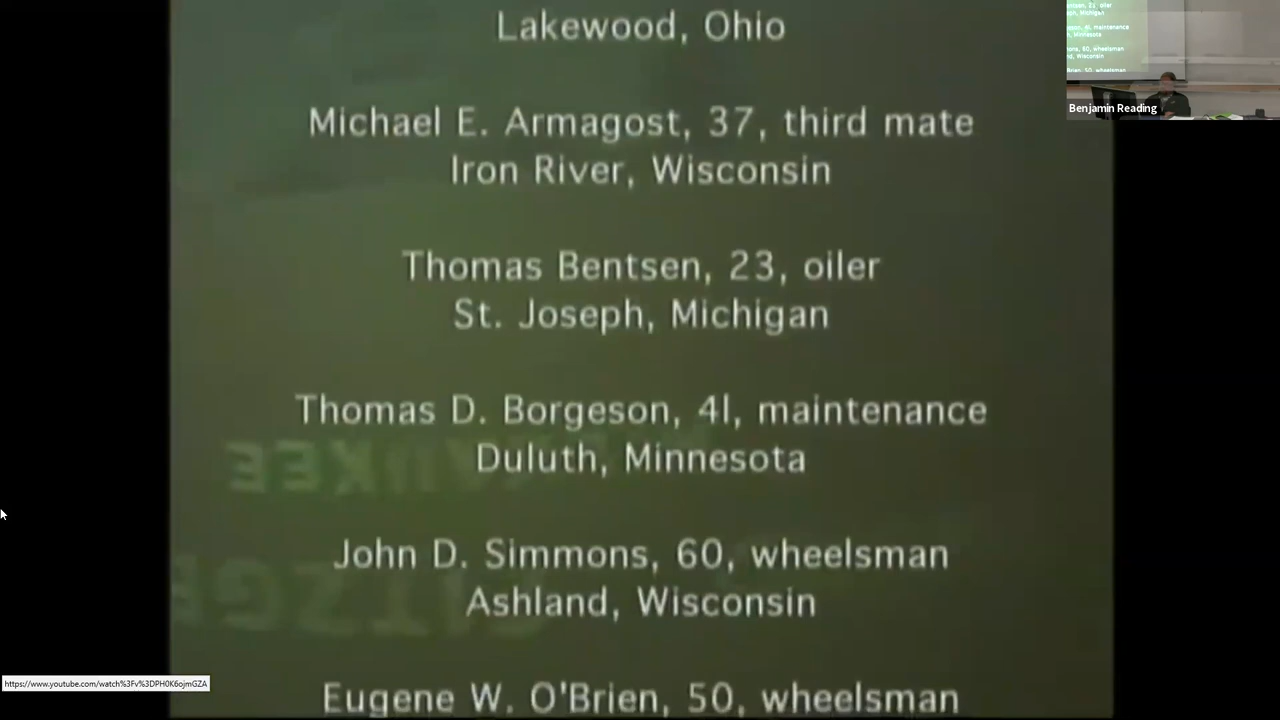 Lakewood, Ohio
Michael E. Armagost, 37, third mate
Iron River, Wisconsin
Thomas Bentsen, 23, oiler
St. Joseph, Michigan
Thomas D. Borgeson, 4l, maintenance
Duluth, Minnesota
John D. Simmons, 60, wheelsman
Ashland, Wisconsin
Eugene W. O'Brien, 50, wheelsman
https://www.youtube.com/watch%3Fv%3DPH0K6ojmGZA
Benjamin Reading